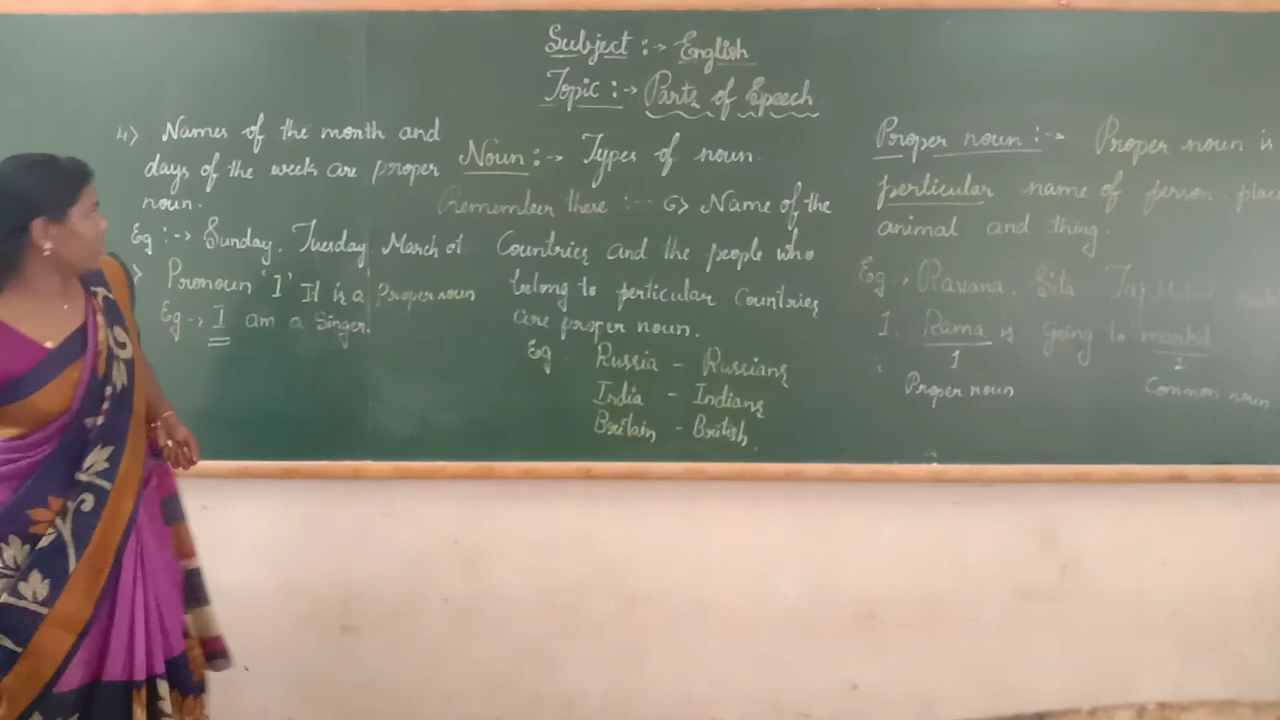 Subject :→ English
Topic :→ Parts of Speech
4) Names of the month and
days of the week are proper
noun.
Eg :→ Sunday. Tuesday. March et
) Pronoun 'I' It is a Proper noun
Eg → I am a Singer.
Noun :→ Types of noun.
Remember there :-- 6) Name of the
Countries and the people who
belong to perticular Countries
are proper noun.
Eg Russia - Russians
India - Indians
Britain - British.
Proper noun :→ Proper noun is
perticular name of person. place
animal and thing.
Eg → Ravana. Sita Taj
1. Rama is going to
1 2
Proper noun Common noun